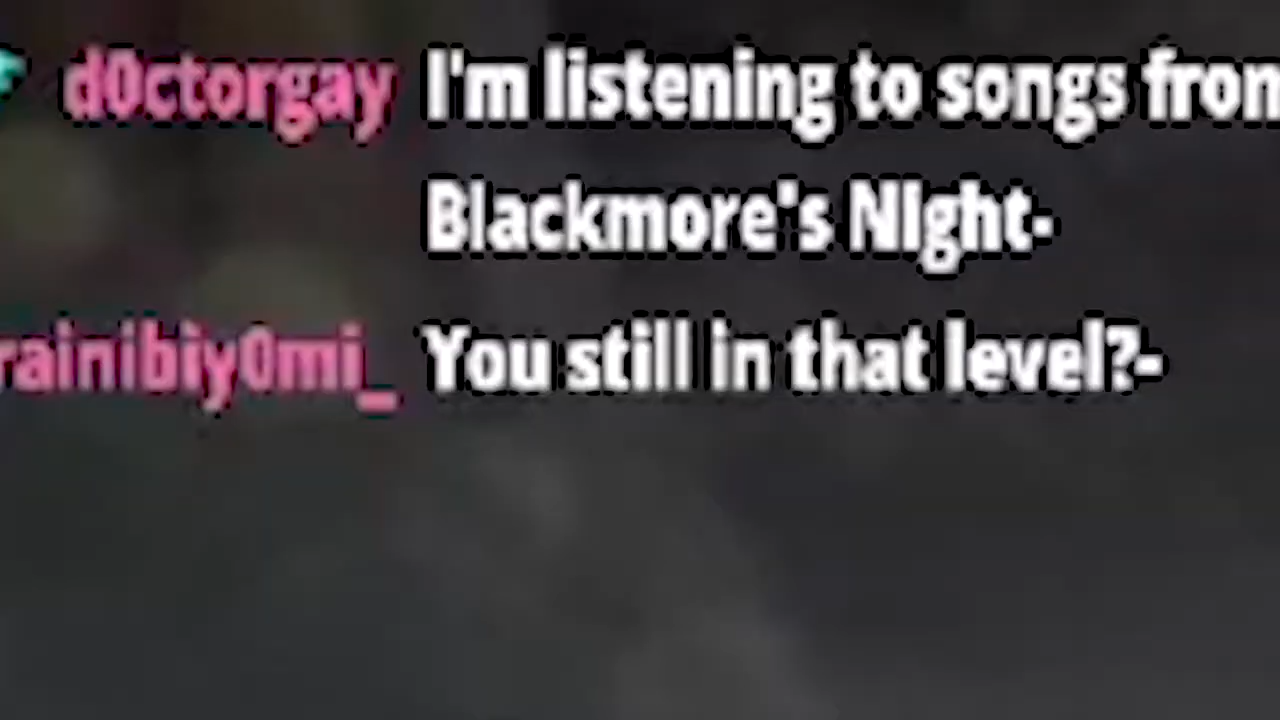 d0ctorgay I'm listening to songs from
Blackmore's NIght-
rainibiy0mi_ You still in that level?-